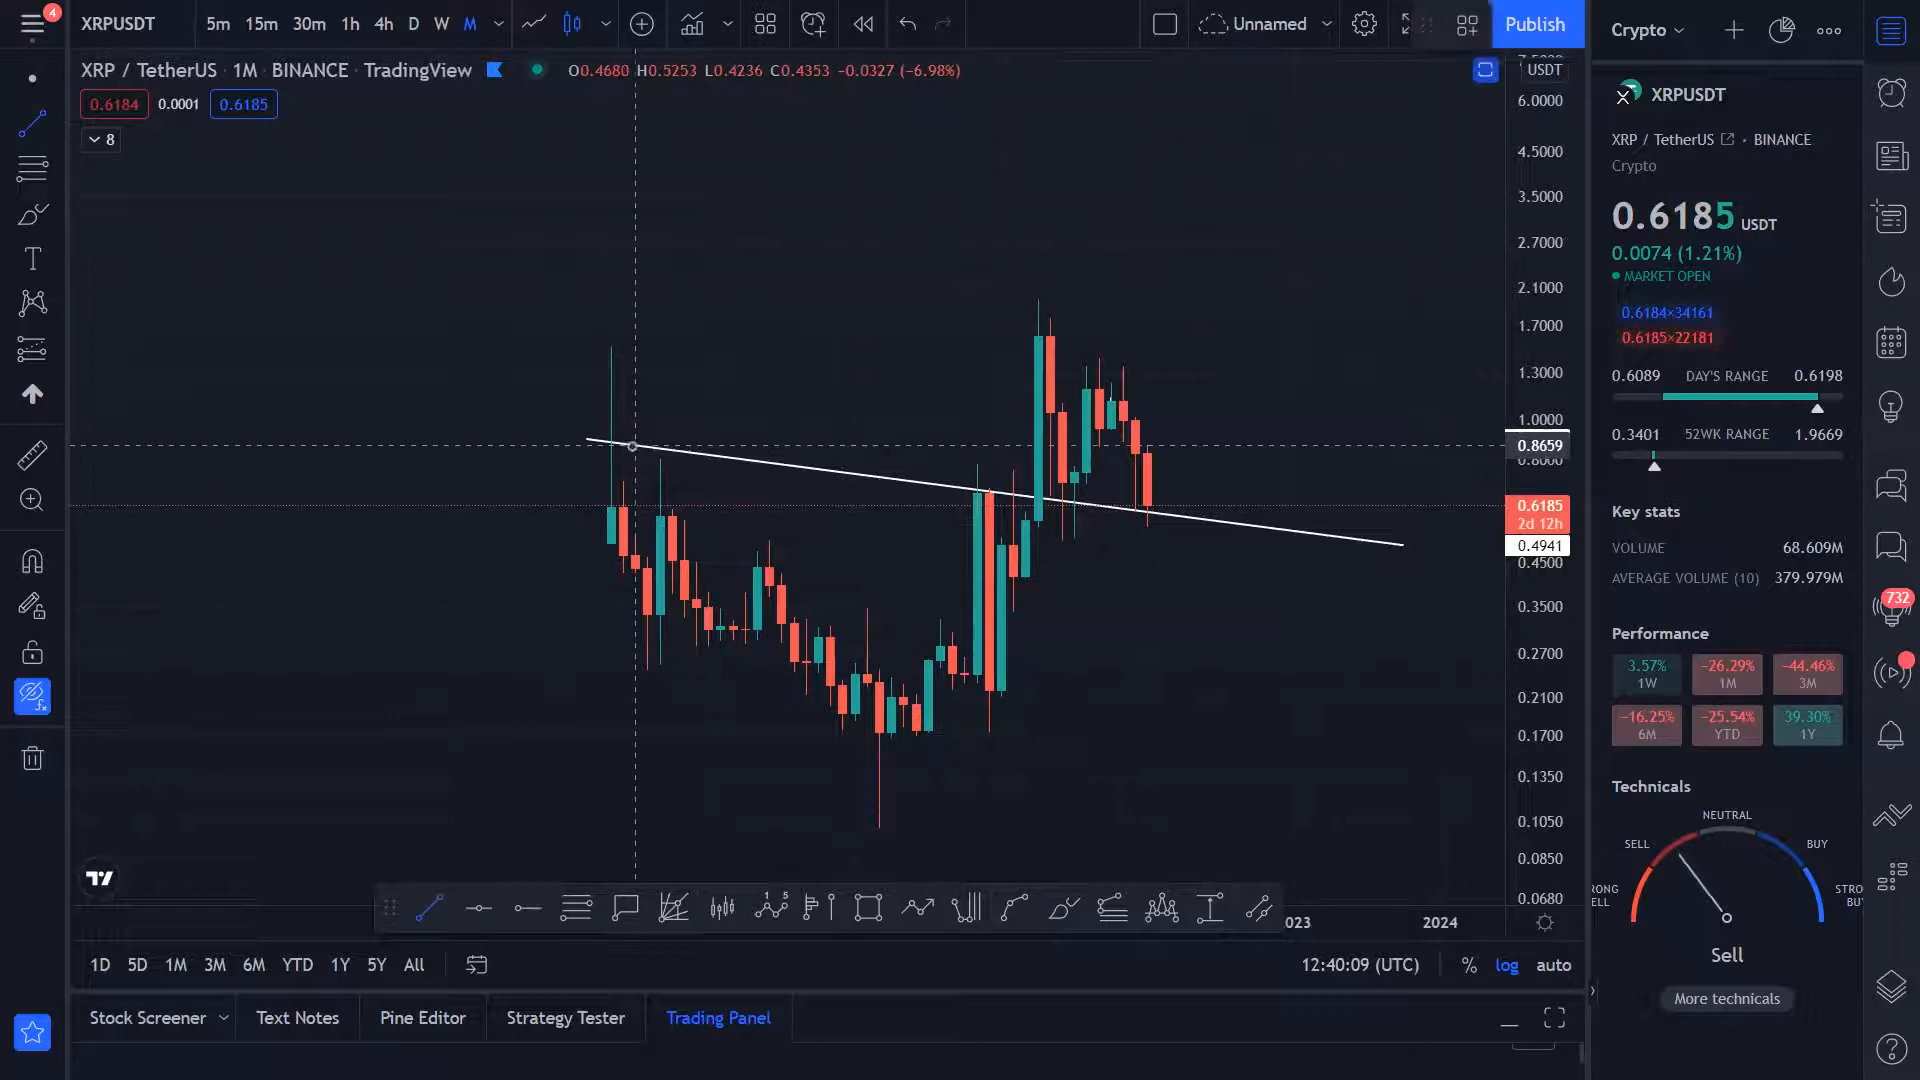 4
XRPUSDT
5m 15m 30m 1h 4h D W M
Unnamed
Publish
Crypto
XRP / TetherUS · 1M · BINANCE · TradingView
O0.4680 H0.5253 L0.4236 C0.4353 −0.0327 (−6.98%)
0.6184 0.0001 0.6185
8
USDT
6.0000
4.5000
3.5000
2.7000
2.1000
1.7000
1.3000
1.0000
0.8659
0.8000
0.6185
2d 12h
0.4941
0.4500
0.3500
0.2700
0.2100
0.1700
0.1350
0.1050
0.0850
0.0680
023 2024
1D 5D 1M 3M 6M YTD 1Y 5Y All
12:40:09 (UTC) % log auto
Stock Screener Text Notes Pine Editor Strategy Tester Trading Panel
XRPUSDT
XRP / TetherUS · BINANCE
Crypto
0.6185 USDT
0.0074 (1.21%)
MARKET OPEN
0.6184×34161
0.6185×22181
0.6089 DAY'S RANGE 0.6198
0.3401 52WK RANGE 1.9669
Key stats
VOLUME 68.609M
AVERAGE VOLUME (10) 379.979M
Performance
3.57% −26.29% −44.46%
1W 1M 3M
−16.25% −25.54% 39.30%
6M YTD 1Y
Technicals
NEUTRAL
SELL BUY
RONG STRO
ELL BU
Sell
More technicals
732